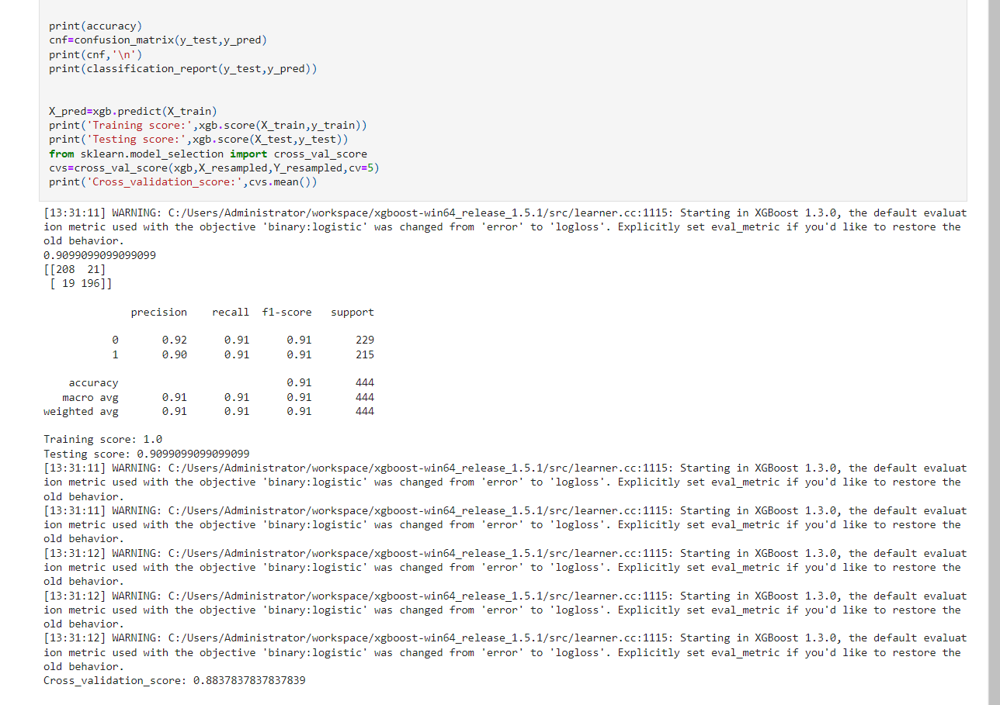 print(accuracy)
cnf=confusion_matrix(y_test,y_pred)
print(cnf,'\n')
print(classification_report(y_test,y_pred))
X_pred=xgb.predict(X_train)
print('Training score:',xgb.score(X_train,y_train))
print('Testing score:',xgb.score(X_test,y_test))
from sklearn.model_selection import cross_val_score
cvs=cross_val_score(xgb,X_resampled,Y_resampled,cv=5)
print('Cross_validation_score:',cvs.mean())
[13:31:11] WARNING: C:/Users/Administrator/workspace/xgboost-win64_release_1.5.1/src/learner.cc:1115: Starting in XGBoost 1.3.0, the default evaluat
ion metric used with the objective 'binary:logistic' was changed from 'error' to 'logloss'. Explicitly set eval_metric if you'd like to restore the
old behavior.
0.9099099099099099
[[208  21]
 [ 19 196]]
precision    recall  f1-score   support
0       0.92      0.91      0.91       229
1       0.90      0.91      0.91       215
accuracy                           0.91       444
macro avg       0.91      0.91      0.91       444
weighted avg       0.91      0.91      0.91       444
Training score: 1.0
Testing score: 0.9099099099099099
[13:31:11] WARNING: C:/Users/Administrator/workspace/xgboost-win64_release_1.5.1/src/learner.cc:1115: Starting in XGBoost 1.3.0, the default evaluat
ion metric used with the objective 'binary:logistic' was changed from 'error' to 'logloss'. Explicitly set eval_metric if you'd like to restore the
old behavior.
[13:31:11] WARNING: C:/Users/Administrator/workspace/xgboost-win64_release_1.5.1/src/learner.cc:1115: Starting in XGBoost 1.3.0, the default evaluat
ion metric used with the objective 'binary:logistic' was changed from 'error' to 'logloss'. Explicitly set eval_metric if you'd like to restore the
old behavior.
[13:31:12] WARNING: C:/Users/Administrator/workspace/xgboost-win64_release_1.5.1/src/learner.cc:1115: Starting in XGBoost 1.3.0, the default evaluat
ion metric used with the objective 'binary:logistic' was changed from 'error' to 'logloss'. Explicitly set eval_metric if you'd like to restore the
old behavior.
[13:31:12] WARNING: C:/Users/Administrator/workspace/xgboost-win64_release_1.5.1/src/learner.cc:1115: Starting in XGBoost 1.3.0, the default evaluat
ion metric used with the objective 'binary:logistic' was changed from 'error' to 'logloss'. Explicitly set eval_metric if you'd like to restore the
old behavior.
[13:31:12] WARNING: C:/Users/Administrator/workspace/xgboost-win64_release_1.5.1/src/learner.cc:1115: Starting in XGBoost 1.3.0, the default evaluat
ion metric used with the objective 'binary:logistic' was changed from 'error' to 'logloss'. Explicitly set eval_metric if you'd like to restore the
old behavior.
Cross_validation_score: 0.8837837837837839